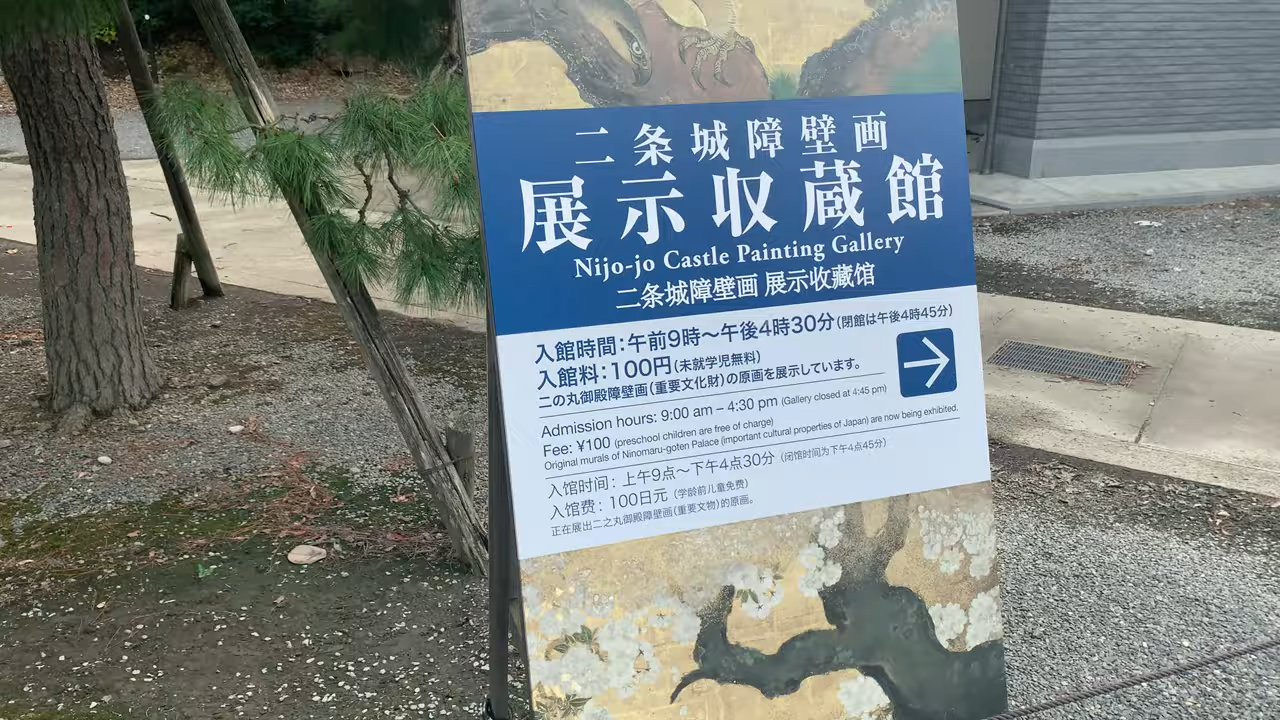 二条城障壁画
展示収蔵館
Nijo-jo Castle Painting Gallery
二条城障壁画 展示收藏馆
入館時間：午前9時～午後4時30分（閉館は午後4時45分）
入館料：100円（未就学児無料）
二の丸御殿障壁画（重要文化財）の原画を展示しています。
Admission hours: 9:00 am – 4:30 pm (Gallery closed at 4:45 pm)
Fee: ¥100 (preschool children are free of charge)
Original murals of Ninomaru-goten Palace (important cultural properties of Japan) are now being exhibited.
入馆时间：上午9点～下午4点30分（闭馆时间为下午4点45分）
入馆费：100日元（学龄前儿童免费）
正在展出二之丸御殿障壁画（重要文物）的原画。